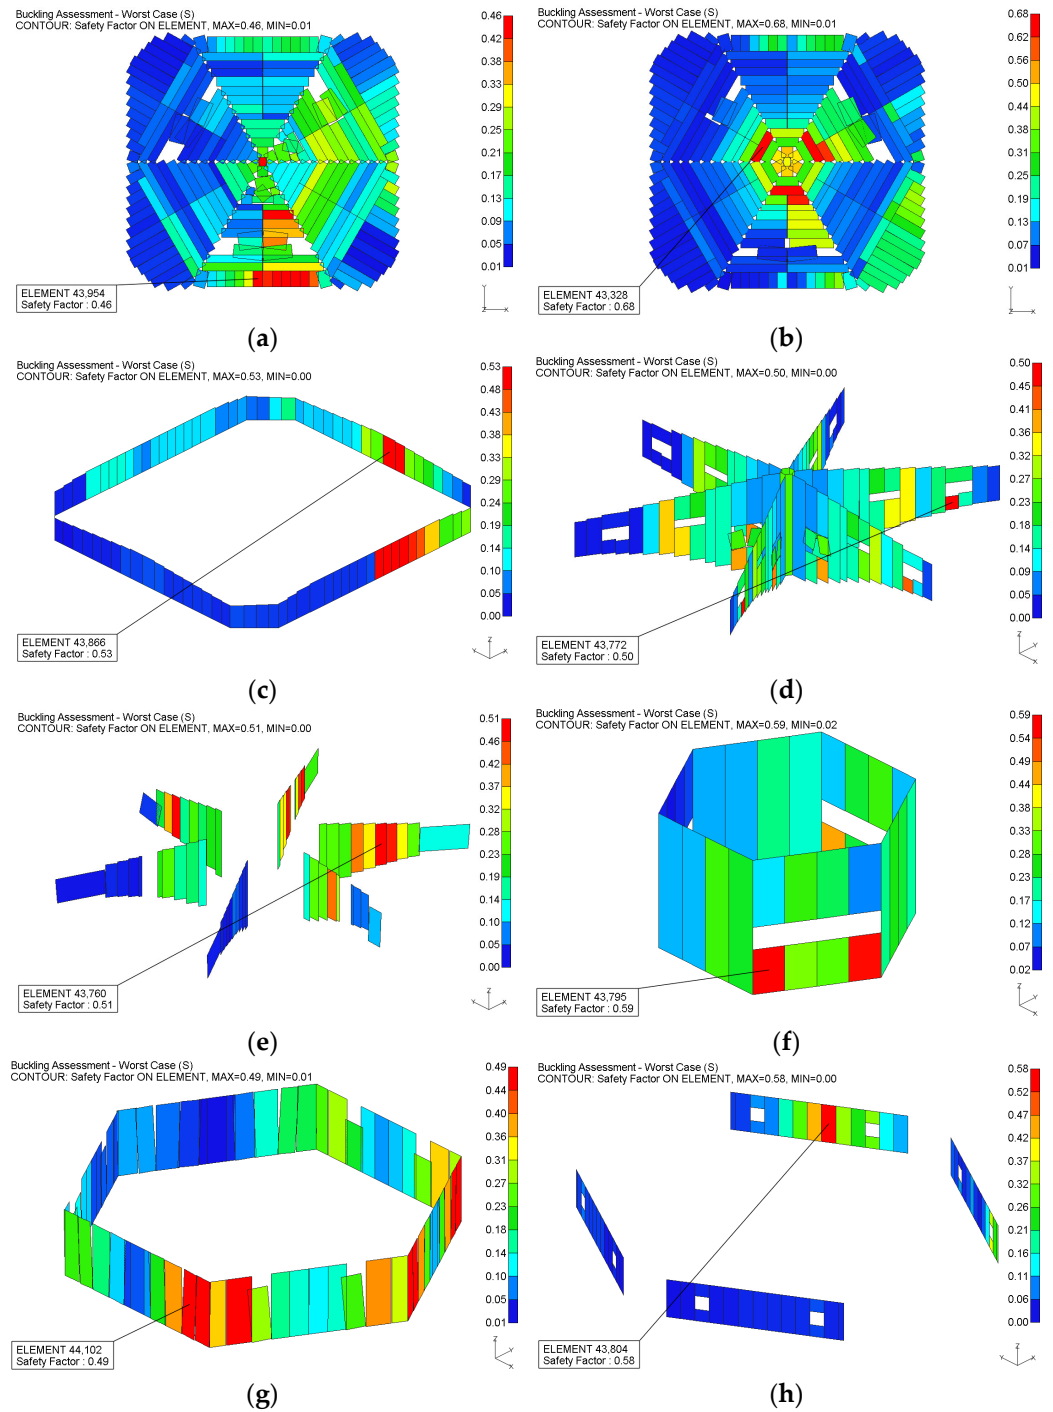 Buckling Assessment - Worst Case (S)
CONTOUR: Safety Factor ON ELEMENT, MAX=0.46, MIN=0.01
0.46
0.42
0.38
0.33
0.29
0.25
0.21
0.17
0.13
0.09
0.05
0.01
ELEMENT 43,954
Safety Factor : 0.46
Y
Z
X
(a)
Buckling Assessment - Worst Case (S)
CONTOUR: Safety Factor ON ELEMENT, MAX=0.68, MIN=0.01
0.68
0.62
0.56
0.50
0.44
0.38
0.31
0.25
0.19
0.13
0.07
0.01
ELEMENT 43,328
Safety Factor : 0.68
Y
Z
X
(b)
Buckling Assessment - Worst Case (S)
CONTOUR: Safety Factor ON ELEMENT, MAX=0.53, MIN=0.00
0.53
0.48
0.43
0.38
0.33
0.29
0.24
0.19
0.14
0.10
0.05
0.00
ELEMENT 43,866
Safety Factor : 0.53
Z
Y
X
(c)
Buckling Assessment - Worst Case (S)
CONTOUR: Safety Factor ON ELEMENT, MAX=0.50, MIN=0.00
0.50
0.45
0.41
0.36
0.32
0.27
0.23
0.18
0.14
0.09
0.05
0.00
ELEMENT 43,772
Safety Factor : 0.50
Z
Y
X
(d)
Buckling Assessment - Worst Case (S)
CONTOUR: Safety Factor ON ELEMENT, MAX=0.51, MIN=0.00
0.51
0.46
0.42
0.37
0.32
0.28
0.23
0.19
0.14
0.10
0.05
0.00
ELEMENT 43,760
Safety Factor : 0.51
Z
Y
X
(e)
Buckling Assessment - Worst Case (S)
CONTOUR: Safety Factor ON ELEMENT, MAX=0.59, MIN=0.02
0.59
0.54
0.49
0.44
0.38
0.33
0.28
0.23
0.17
0.12
0.07
0.02
ELEMENT 43,795
Safety Factor : 0.59
Z
Y
X
(f)
Buckling Assessment - Worst Case (S)
CONTOUR: Safety Factor ON ELEMENT, MAX=0.49, MIN=0.01
0.49
0.44
0.40
0.36
0.31
0.27
0.23
0.18
0.14
0.10
0.05
0.01
ELEMENT 44,102
Safety Factor : 0.49
Z
Y
X
(g)
Buckling Assessment - Worst Case (S)
CONTOUR: Safety Factor ON ELEMENT, MAX=0.58, MIN=0.00
0.58
0.52
0.47
0.42
0.37
0.32
0.26
0.21
0.16
0.11
0.06
0.00
ELEMENT 43,804
Safety Factor : 0.58
Z
Y
X
(h)